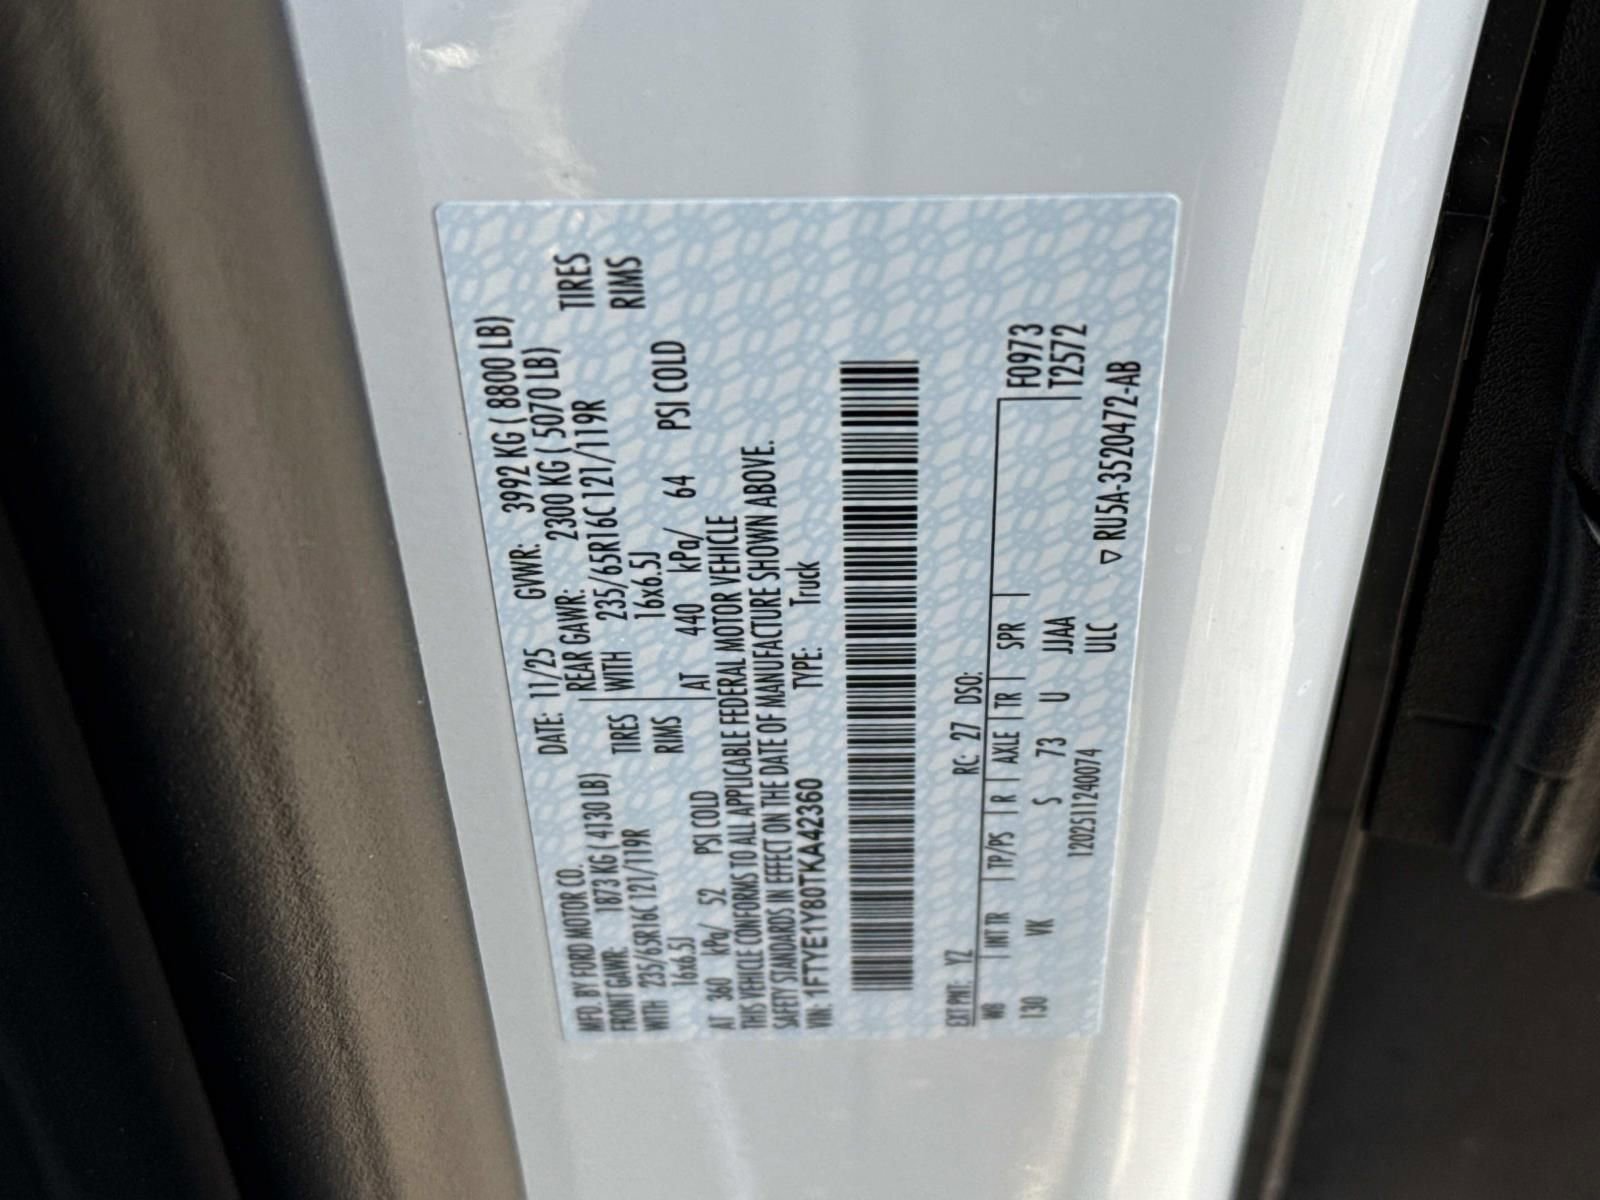 MFD. BY FORD MOTOR CO. DATE: 11/25 GVWR: 3992 KG ( 8800 LB)
FRONT GAWR: 1873 KG ( 4130 LB) REAR GAWR: 2300 KG ( 5070 LB)
WITH 235/65R16C 121/119R TIRES WITH 235/65R16C 121/119R TIRES
16x6.5J RIMS 16x6.5J RIMS
AT 360 kPa/ 52 PSI COLD AT 440 kPa/ 64 PSI COLD
THIS VEHICLE CONFORMS TO ALL APPLICABLE FEDERAL MOTOR VEHICLE
SAFETY STANDARDS IN EFFECT ON THE DATE OF MANUFACTURE SHOWN ABOVE.
VIN: 1FTYE1Y80TKA42360 TYPE: Truck
EXT PNT: YZ RC: 27 DSO:
WB | INT TR | TP/PS | R | AXLE | TR | SPR | F0973
130 VK S 73 U JJAA T2572
1202511240074 ULC ▽ RU5A-3520472-AB